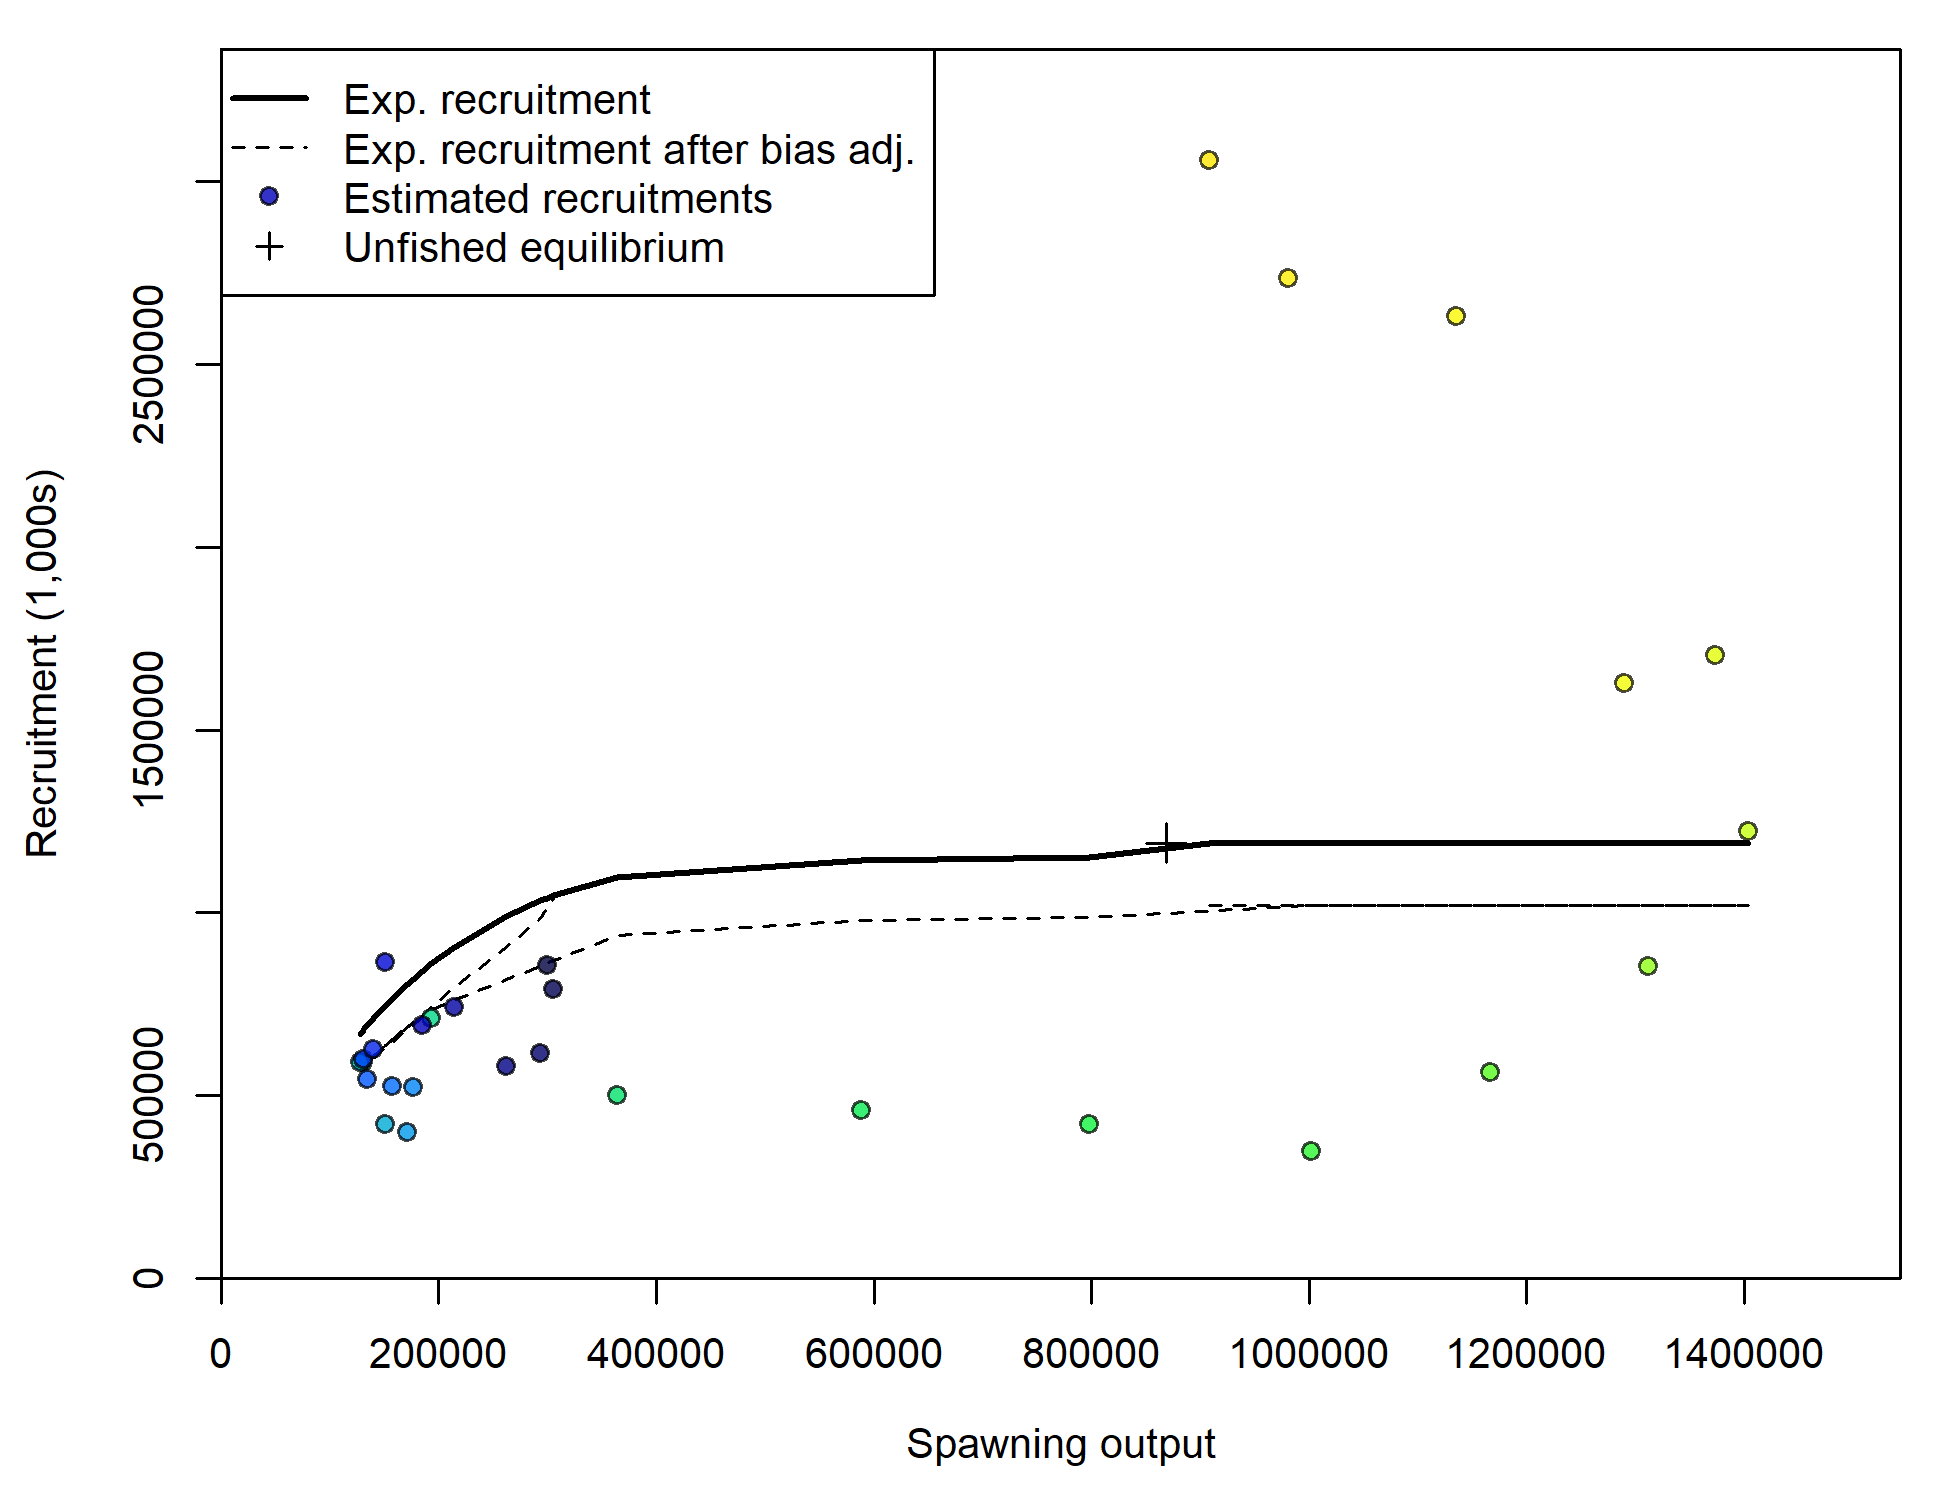 Exp. recruitment
Exp. recruitment after bias adj.
Estimated recruitments
Unfished equilibrium
Recruitment (1,000s)
2500000
1500000
500000
0
0 200000 400000 600000 800000 1000000 1200000 1400000
Spawning output